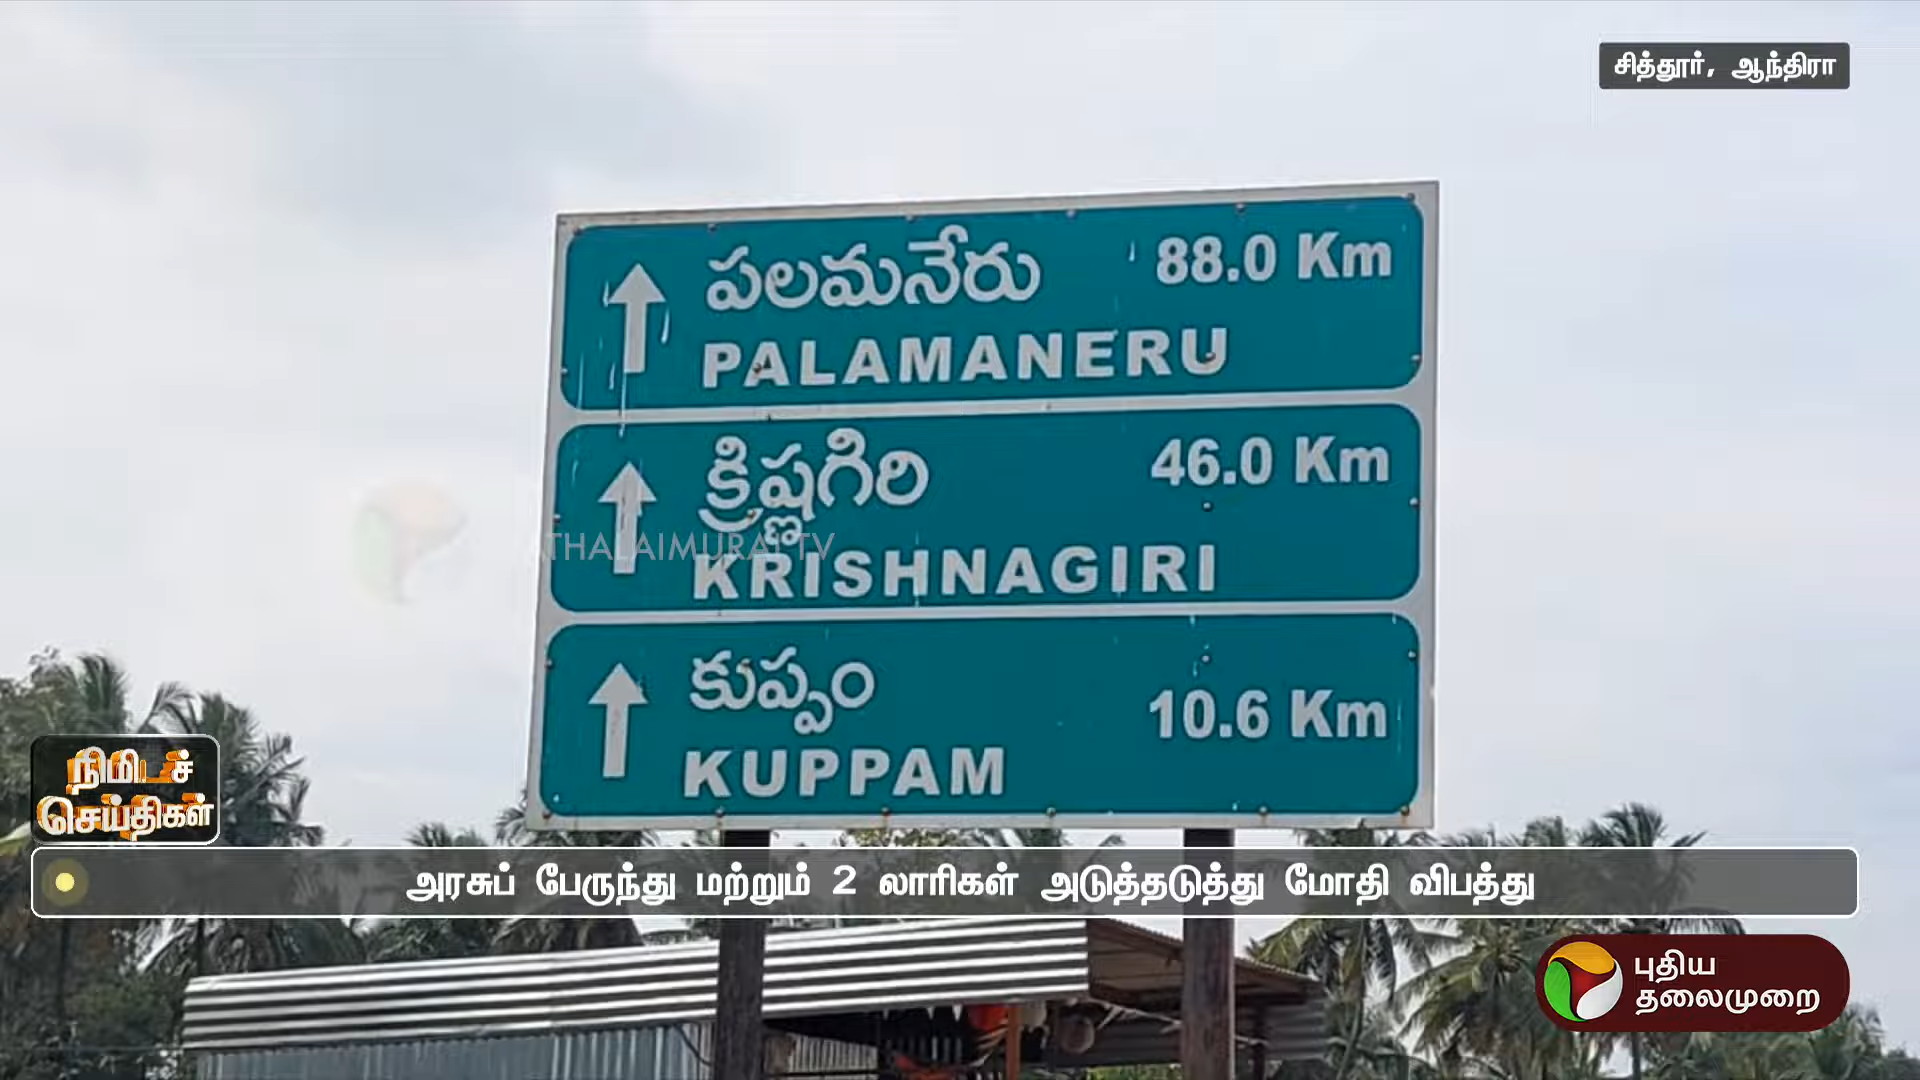 சித்தூர், ஆந்திரா
పలమనేరు 88.0 Km
PALAMANERU
క్రిష్ణగిరి 46.0 Km
THALAIMURAI TV
KRISHNAGIRI
కుప్పం 10.6 Km
KUPPAM
நிமிடச்
செய்திகள்
அரசுப் பேருந்து மற்றும் 2 லாரிகள் அடுத்தடுத்து மோதி விபத்து
புதிய
தலைமுறை